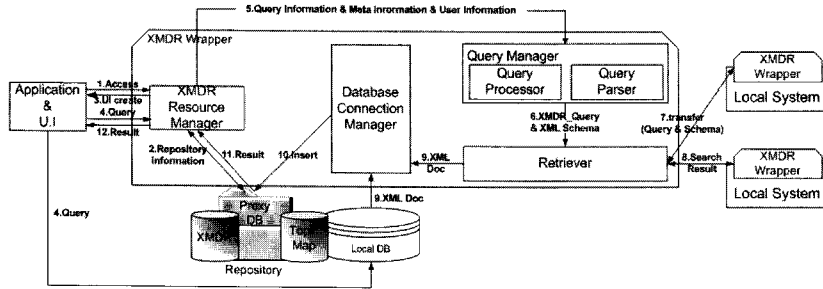 5.Query Information & Meta Inrormation & User Information
XMDR Wrapper
Application
&
U.I
1.Access
3.UI create
4.Query
12.Result
XMDR
Resource
Manager
Database
Connection
Manager
Query Manager
Query
Processor
Query
Parser
XMDR
Wrapper
Local System
6.XMDR_Query
& XML Schema
7.transfer
(Query & Schema)
2.Repository
information
11.Result
10.Insert
9.XML
Doc
Retriever
8.Search
Result
XMDR
Wrapper
Local System
4.Query
Proxy
DB
XMDR
Topic
Map
Repository
9.XML Doc
Local DB